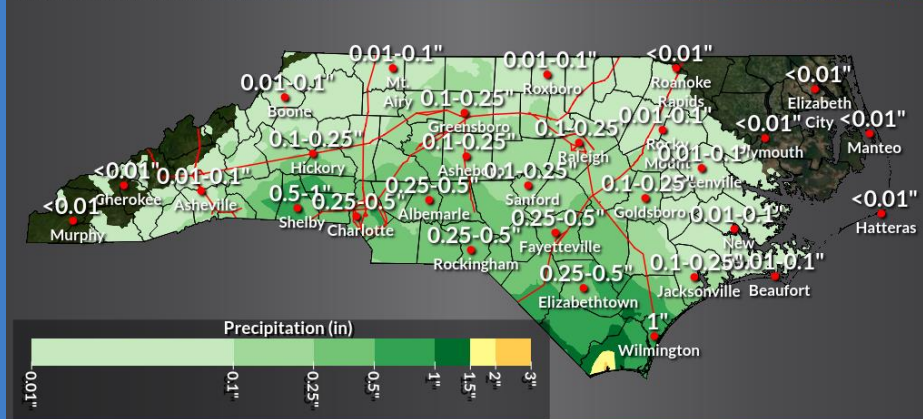 0.01-0.1"
Mt.
Airy
0.01-0.1"
Roxboro
<0.01"
Roanoke
Rapids
<0.01"
Elizabeth
City
0.01-0.1"
Boone
0.1-0.25"
Greensboro
0.1-0.25"
Raleigh
0.01-0.1"
Rocky
Mount
<0.01"
Plymouth
<0.01"
Manteo
0.1-0.25"
Hickory
0.1-0.25"
Asheboro
<0.01"
Cherokee
0.01-0.1"
Asheville
0.1-0.25"
Sanford
0.1-0.25"
Goldsboro
<0.01"
Hatteras
<0.01"
Murphy
0.5-1"
Shelby
0.25-0.5"
Charlotte
0.25-0.5"
Albemarle
0.25-0.5"
Fayetteville
0.01-0.1"
New
0.25-0.5"
Rockingham
0.25-0.5"
Elizabethtown
0.1-0.25"
Jacksonville
0.01-0.1"
Beaufort
1"
Wilmington
Precipitation (in)
0.01"
0.1"
0.25"
0.5"
1"
1.5"
2"
3"